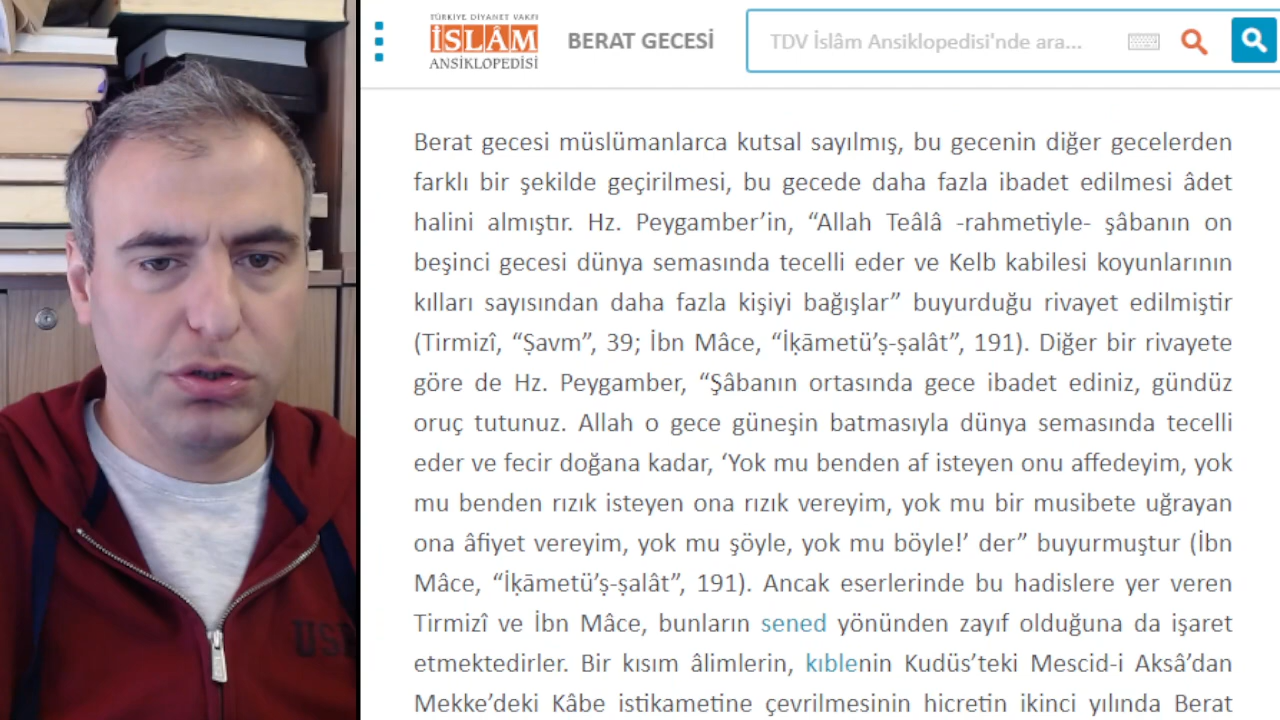 TÜRKİYE DİYANET VAKFI
İSLÂM
ANSİKLOPEDİSİ
BERAT GECESİ
TDV İslâm Ansiklopedisi'nde ara...
Berat gecesi müslümanlarca kutsal sayılmış, bu gecenin diğer gecelerden
farklı bir şekilde geçirilmesi, bu gecede daha fazla ibadet edilmesi âdet
halini almıştır. Hz. Peygamber’in, “Allah Teâlâ -rahmetiyle- şâbanın on
beşinci gecesi dünya semasında tecelli eder ve Kelb kabilesi koyunlarının
kılları sayısından daha fazla kişiyi bağışlar” buyurduğu rivayet edilmiştir
(Tirmizî, “Ṣavm”, 39; İbn Mâce, “İḳāmetü’ṣ-ṣalât”, 191). Diğer bir rivayete
göre de Hz. Peygamber, “Şâbanın ortasında gece ibadet ediniz, gündüz
oruç tutunuz. Allah o gece güneşin batmasıyla dünya semasında tecelli
eder ve fecir doğana kadar, ‘Yok mu benden af isteyen onu affedeyim, yok
mu benden rızık isteyen ona rızık vereyim, yok mu bir musibete uğrayan
ona âfiyet vereyim, yok mu şöyle, yok mu böyle!’ der” buyurmuştur (İbn
Mâce, “İḳāmetü’ṣ-ṣalât”, 191). Ancak eserlerinde bu hadislere yer veren
Tirmizî ve İbn Mâce, bunların sened yönünden zayıf olduğuna da işaret
etmektedirler. Bir kısım âlimlerin, kıblenin Kudüs’teki Mescid-i Aksâ’dan
Mekke’deki Kâbe istikametine çevrilmesinin hicretin ikinci yılında Berat